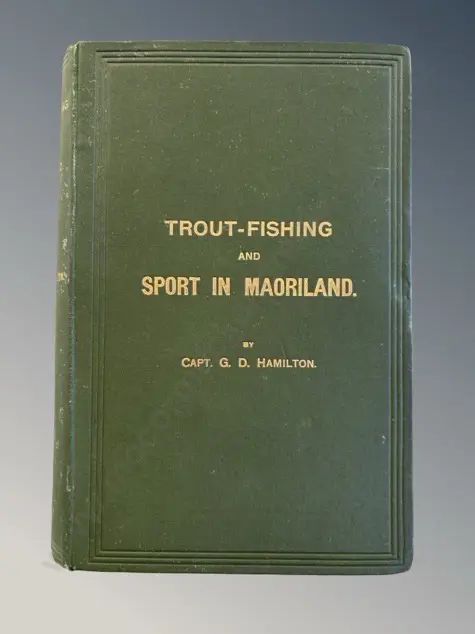 TROUT-FISHING
AND
SPORT IN MAORILAND.
BY
CAPT. G. D. HAMILTON.